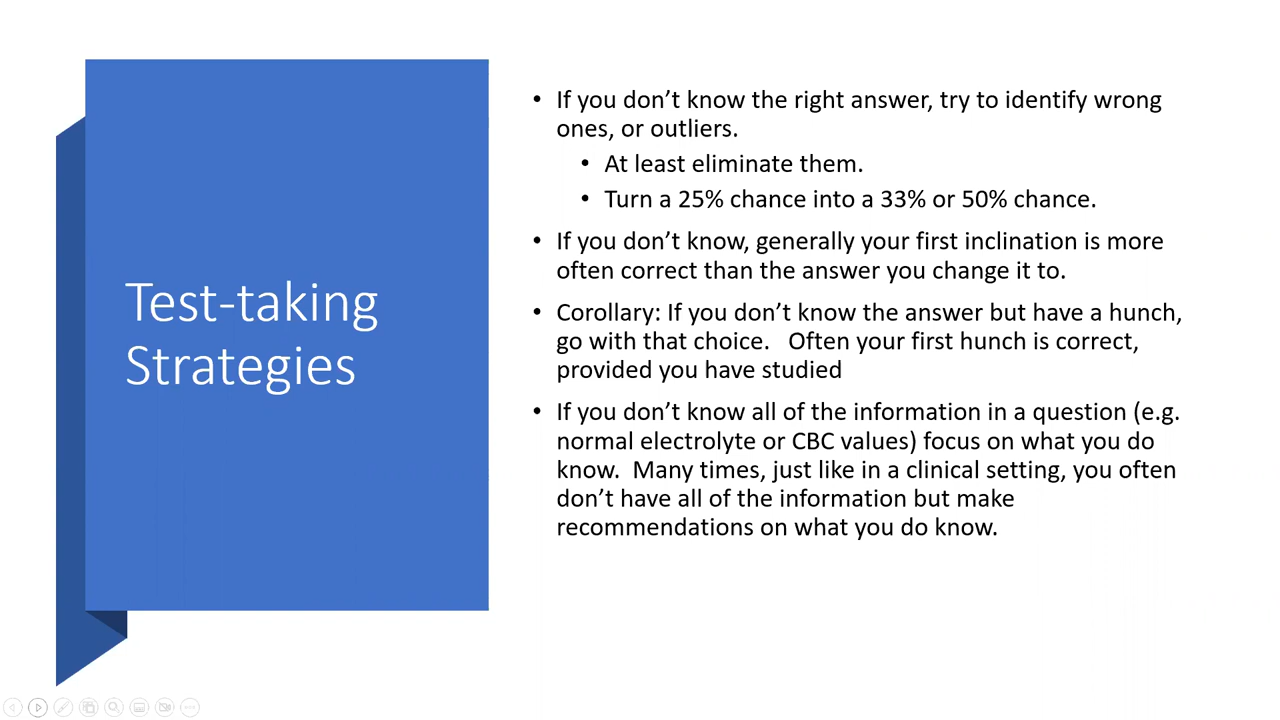 Test-taking
Strategies
• If you don’t know the right answer, try to identify wrong
ones, or outliers.
• At least eliminate them.
• Turn a 25% chance into a 33% or 50% chance.
• If you don’t know, generally your first inclination is more
often correct than the answer you change it to.
• Corollary: If you don’t know the answer but have a hunch,
go with that choice.   Often your first hunch is correct,
provided you have studied
• If you don’t know all of the information in a question (e.g.
normal electrolyte or CBC values) focus on what you do
know.  Many times, just like in a clinical setting, you often
don’t have all of the information but make
recommendations on what you do know.